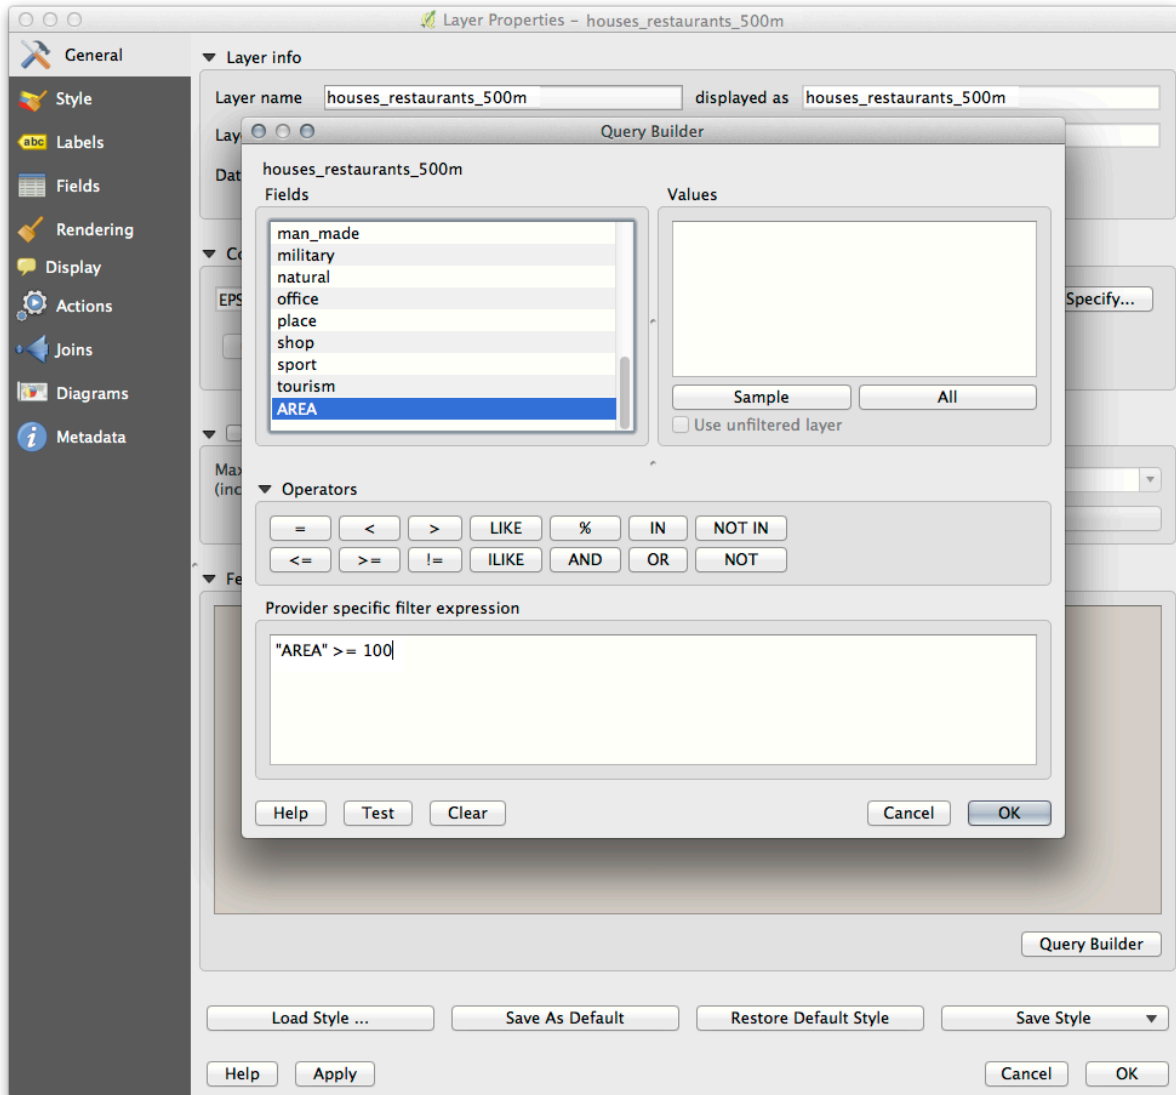 Layer Properties – houses_restaurants_500m
General
Style
abc Labels
Fields
Rendering
Display
Actions
Joins
Diagrams
Metadata
Layer info
Layer name houses_restaurants_500m displayed as houses_restaurants_500m
Query Builder
houses_restaurants_500m
Fields Values
man_made
military
natural
office
place
shop
sport
tourism
AREA
Specify...
Sample All
Use unfiltered layer
Operators
= < > LIKE % IN NOT IN
<= >= != ILIKE AND OR NOT
Provider specific filter expression
"AREA" >= 100
Help Test Clear Cancel OK
Query Builder
Load Style ... Save As Default Restore Default Style Save Style
Help Apply Cancel OK